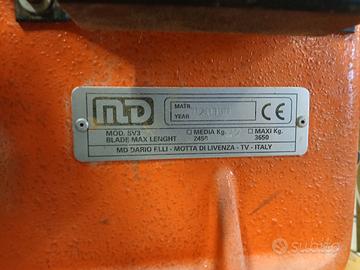 MD
MATR.
YEAR
CE
MOD. SV3 MEDIA Kg. MAXI Kg.
BLADE MAX LENGHT 2450 3650
MD DARIO F.LLI - MOTTA DI LIVENZA - TV - ITALY
subito